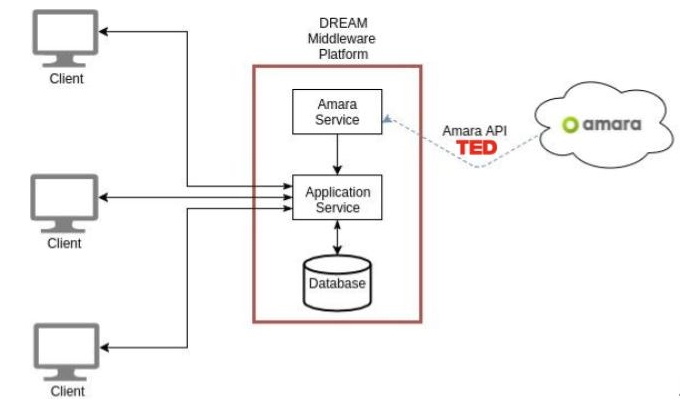 DREAM
Middleware
Platform
Client
Amara
Service
Amara API
TED
amara
Application
Service
Client
Database
Client